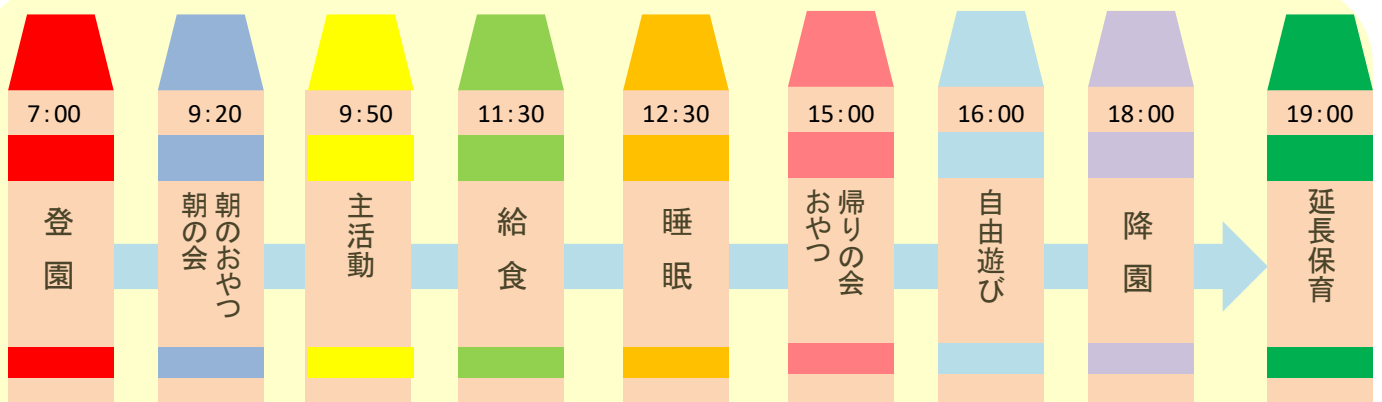 7:00
登園
9:20
朝のおやつ
朝の会
9:50
主活動
11:30
給食
12:30
睡眠
15:00
帰りの会
おやつ
16:00
自由遊び
18:00
降園
19:00
延長保育